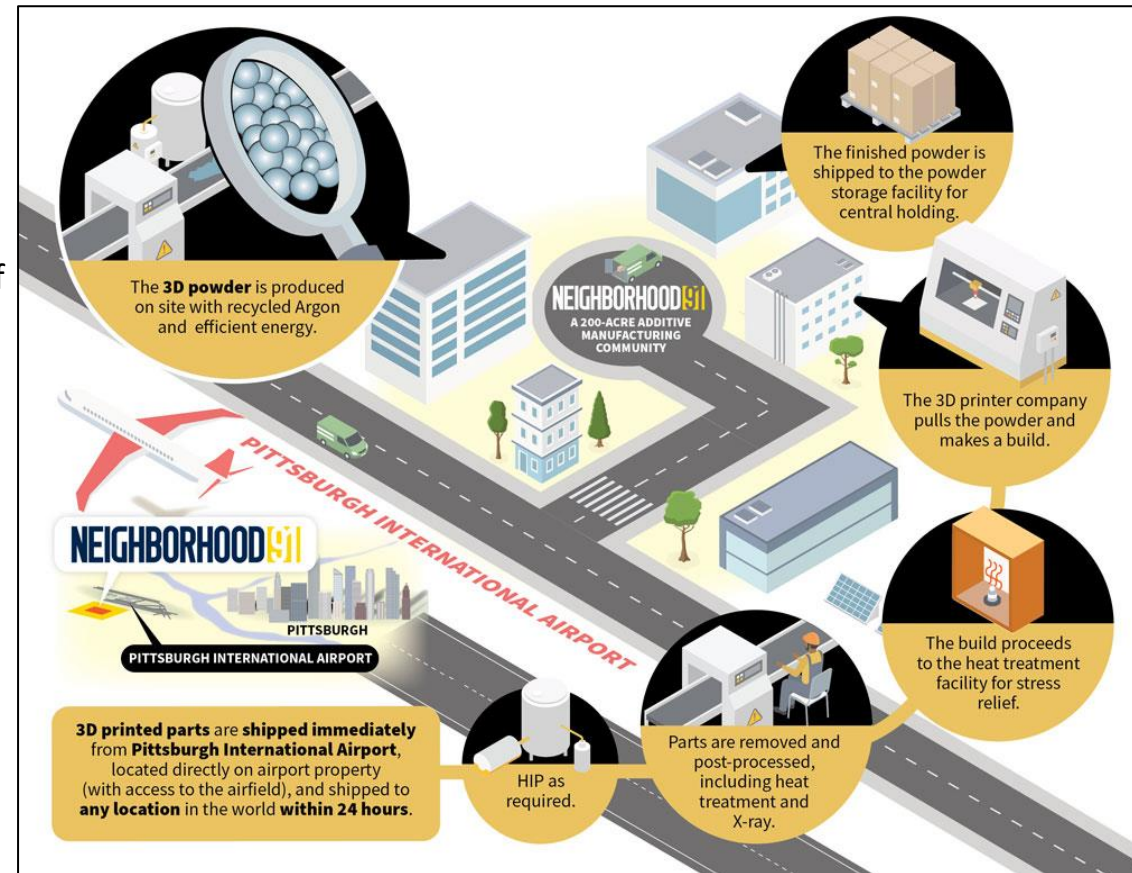 f
The 3D powder is produced
on site with recycled Argon
and efficient energy.
The finished powder is
shipped to the powder
storage facility for
central holding.
NEIGHBORHOOD 91
A 200-ACRE ADDITIVE
MANUFACTURING
COMMUNITY
The 3D printer company
pulls the powder and
makes a build.
PITTSBURGH INTERNATIONAL AIRPORT
NEIGHBORHOOD 91
PITTSBURGH
PITTSBURGH INTERNATIONAL AIRPORT
The build proceeds
to the heat treatment
facility for stress
relief.
Parts are removed and
post-processed,
including heat
treatment and
X-ray.
HIP as
required.
3D printed parts are shipped immediately
from Pittsburgh International Airport,
located directly on airport property
(with access to the airfield), and shipped to
any location in the world within 24 hours.